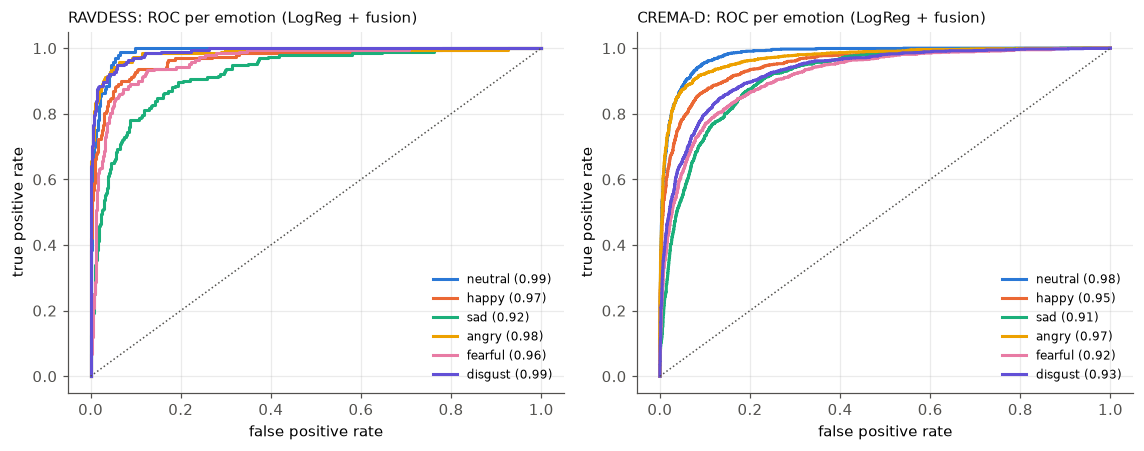 RAVDESS: ROC per emotion (LogReg + fusion)
true positive rate
1.0
0.8
0.6
0.4
0.2
0.0
neutral (0.99)
happy (0.97)
sad (0.92)
angry (0.98)
fearful (0.96)
disgust (0.99)
0.0 0.2 0.4 0.6 0.8 1.0
false positive rate
CREMA-D: ROC per emotion (LogReg + fusion)
true positive rate
1.0
0.8
0.6
0.4
0.2
0.0
neutral (0.98)
happy (0.95)
sad (0.91)
angry (0.97)
fearful (0.92)
disgust (0.93)
0.0 0.2 0.4 0.6 0.8 1.0
false positive rate